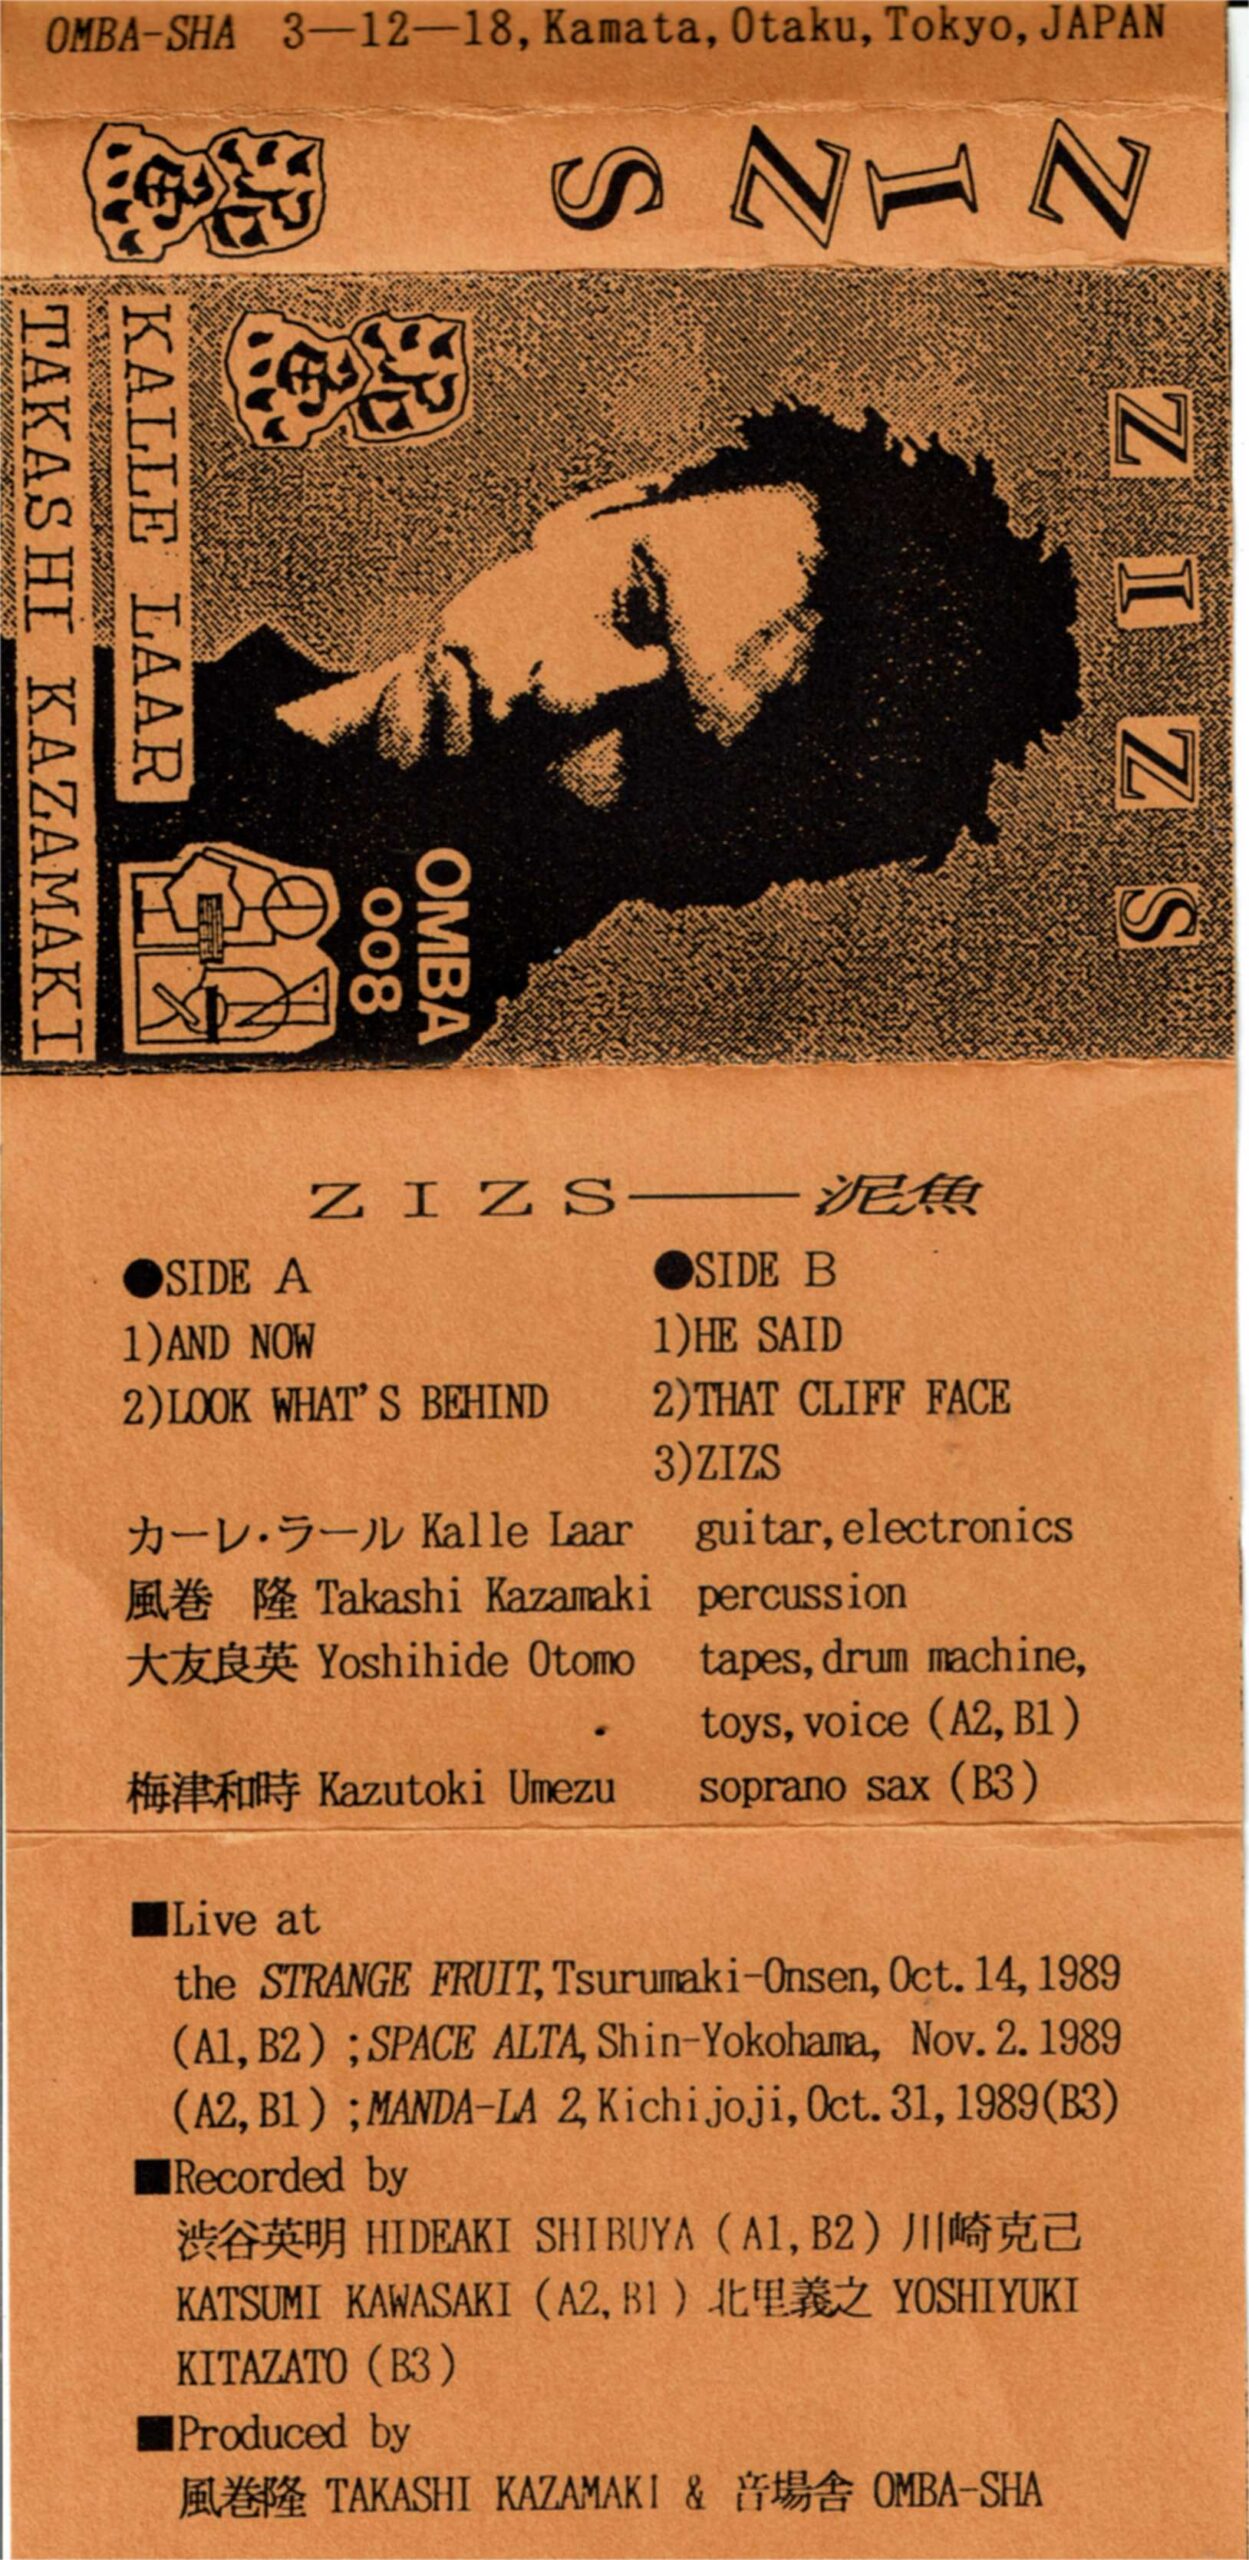 OMBA-SHA 3—12—18, Kamata, Otaku, Tokyo, JAPAN
ZIZS
泥魚
ZIZS
泥魚
KALLE LAAR
TAKASHI KAZAMAKI
OMBA
008
ZIZS——泥魚
●SIDE A
1)AND NOW
2)LOOK WHAT'S BEHIND
●SIDE B
1)HE SAID
2)THAT CLIFF FACE
3)ZIZS
カーレ・ラール Kalle Laar guitar, electronics
風巻 隆 Takashi Kazamaki percussion
大友良英 Yoshihide Otomo tapes, drum machine,
toys, voice (A2, B1)
梅津和時 Kazutoki Umezu soprano sax (B3)
■Live at
the STRANGE FRUIT, Tsurumaki-Onsen, Oct. 14, 1989
(A1, B2) ; SPACE ALTA, Shin-Yokohama, Nov. 2. 1989
(A2, B1) ; MANDA-LA 2, Kichijoji, Oct. 31, 1989(B3)
■Recorded by
渋谷英明 HIDEAKI SHIBUYA (A1, B2) 川崎克己
KATSUMI KAWASAKI (A2, B1) 北里義之 YOSHIYUKI
KITAZATO (B3)
■Produced by
風巻隆 TAKASHI KAZAMAKI & 音場舎 OMBA-SHA